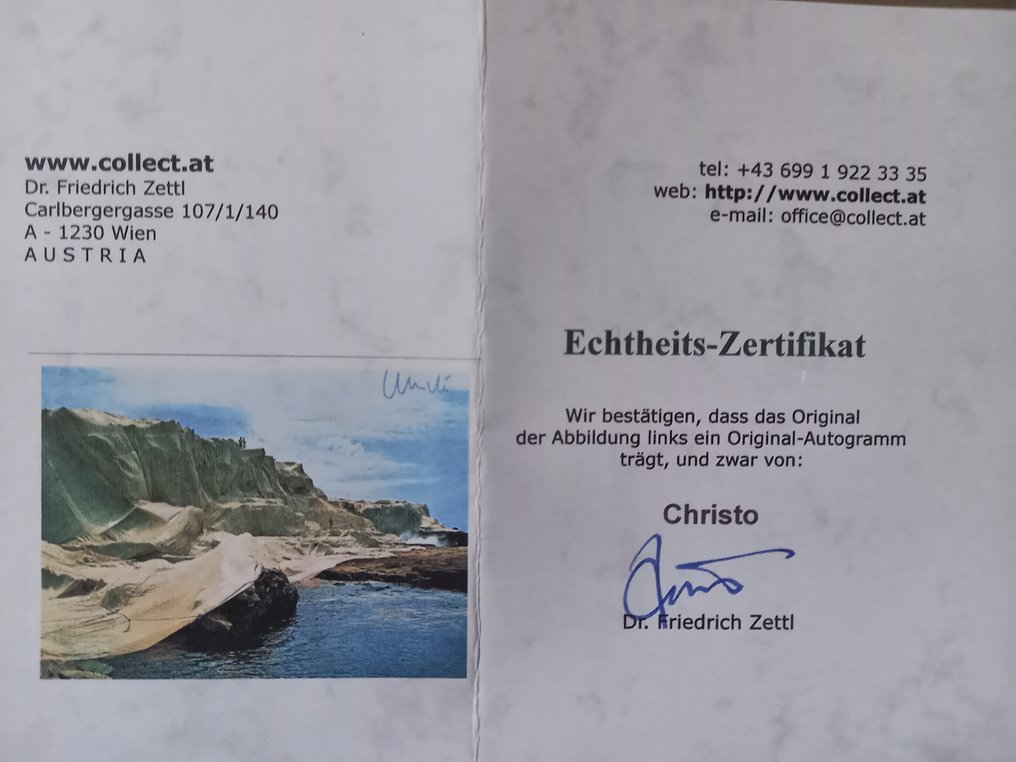 www.collect.at
Dr. Friedrich Zettl
Carlbergergasse 107/1/140
A - 1230 Wien
A U S T R I A
tel: +43 699 1 922 33 35
web: http://www.collect.at
e-mail: office@collect.at
Echtheits-Zertifikat
Wir bestätigen, dass das Original
der Abbildung links ein Original-Autogramm
trägt, und zwar von:
Christo
Dr. Friedrich Zettl